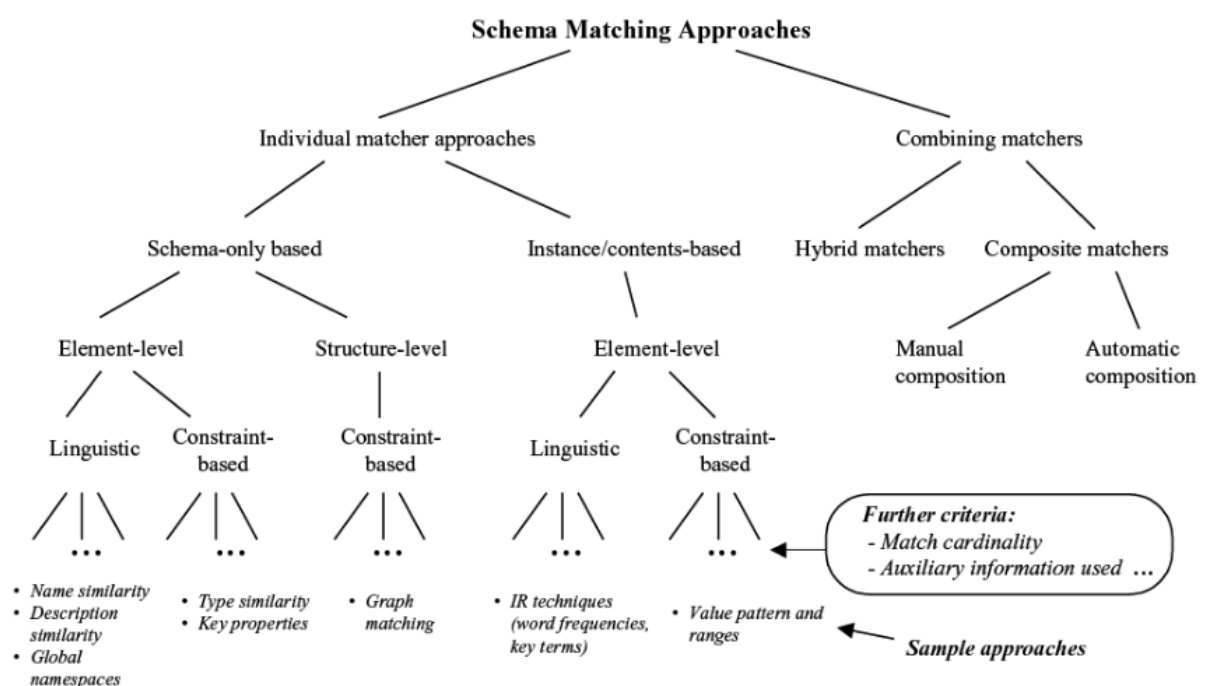 Schema Matching Approaches
Individual matcher approaches
Combining matchers
Schema-only based
Instance/contents-based
Hybrid matchers
Composite matchers
Element-level
Structure-level
Element-level
Manual
composition
Automatic
composition
Linguistic
Constraint-
based
Constraint-
based
Linguistic
Constraint-
based
...
...
...
...
...
Further criteria:
- Match cardinality
- Auxiliary information used ...
• Name similarity
• Description
similarity
• Global
namespaces
• Type similarity
• Key properties
• Graph
matching
• IR techniques
(word frequencies,
key terms)
• Value pattern and
ranges
Sample approaches